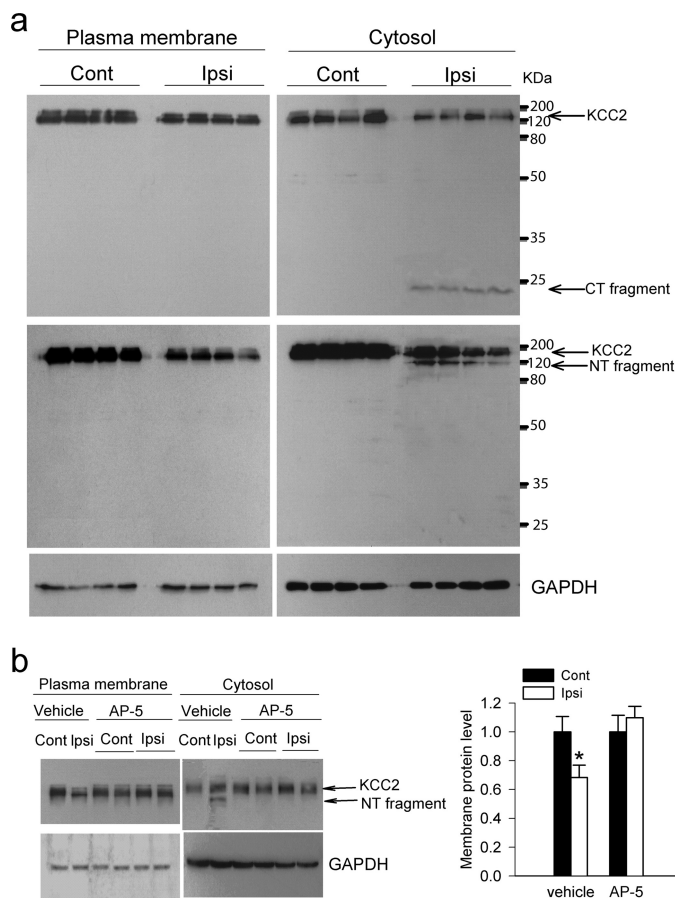 a
Plasma membrane Cytosol
Cont Ipsi Cont Ipsi KDa
200
120
80
50
35
25
KCC2
CT fragment
200
120
80
50
35
25
KCC2
NT fragment
GAPDH
b
Plasma membrane Cytosol
Vehicle AP-5 Vehicle AP-5
Cont Ipsi Cont Ipsi Cont Ipsi Cont Ipsi
KCC2
NT fragment
GAPDH
Cont
Ipsi
Membrane protein level
1.2
1.0
0.8
0.6
0.4
0.2
0.0
*
vehicle AP-5